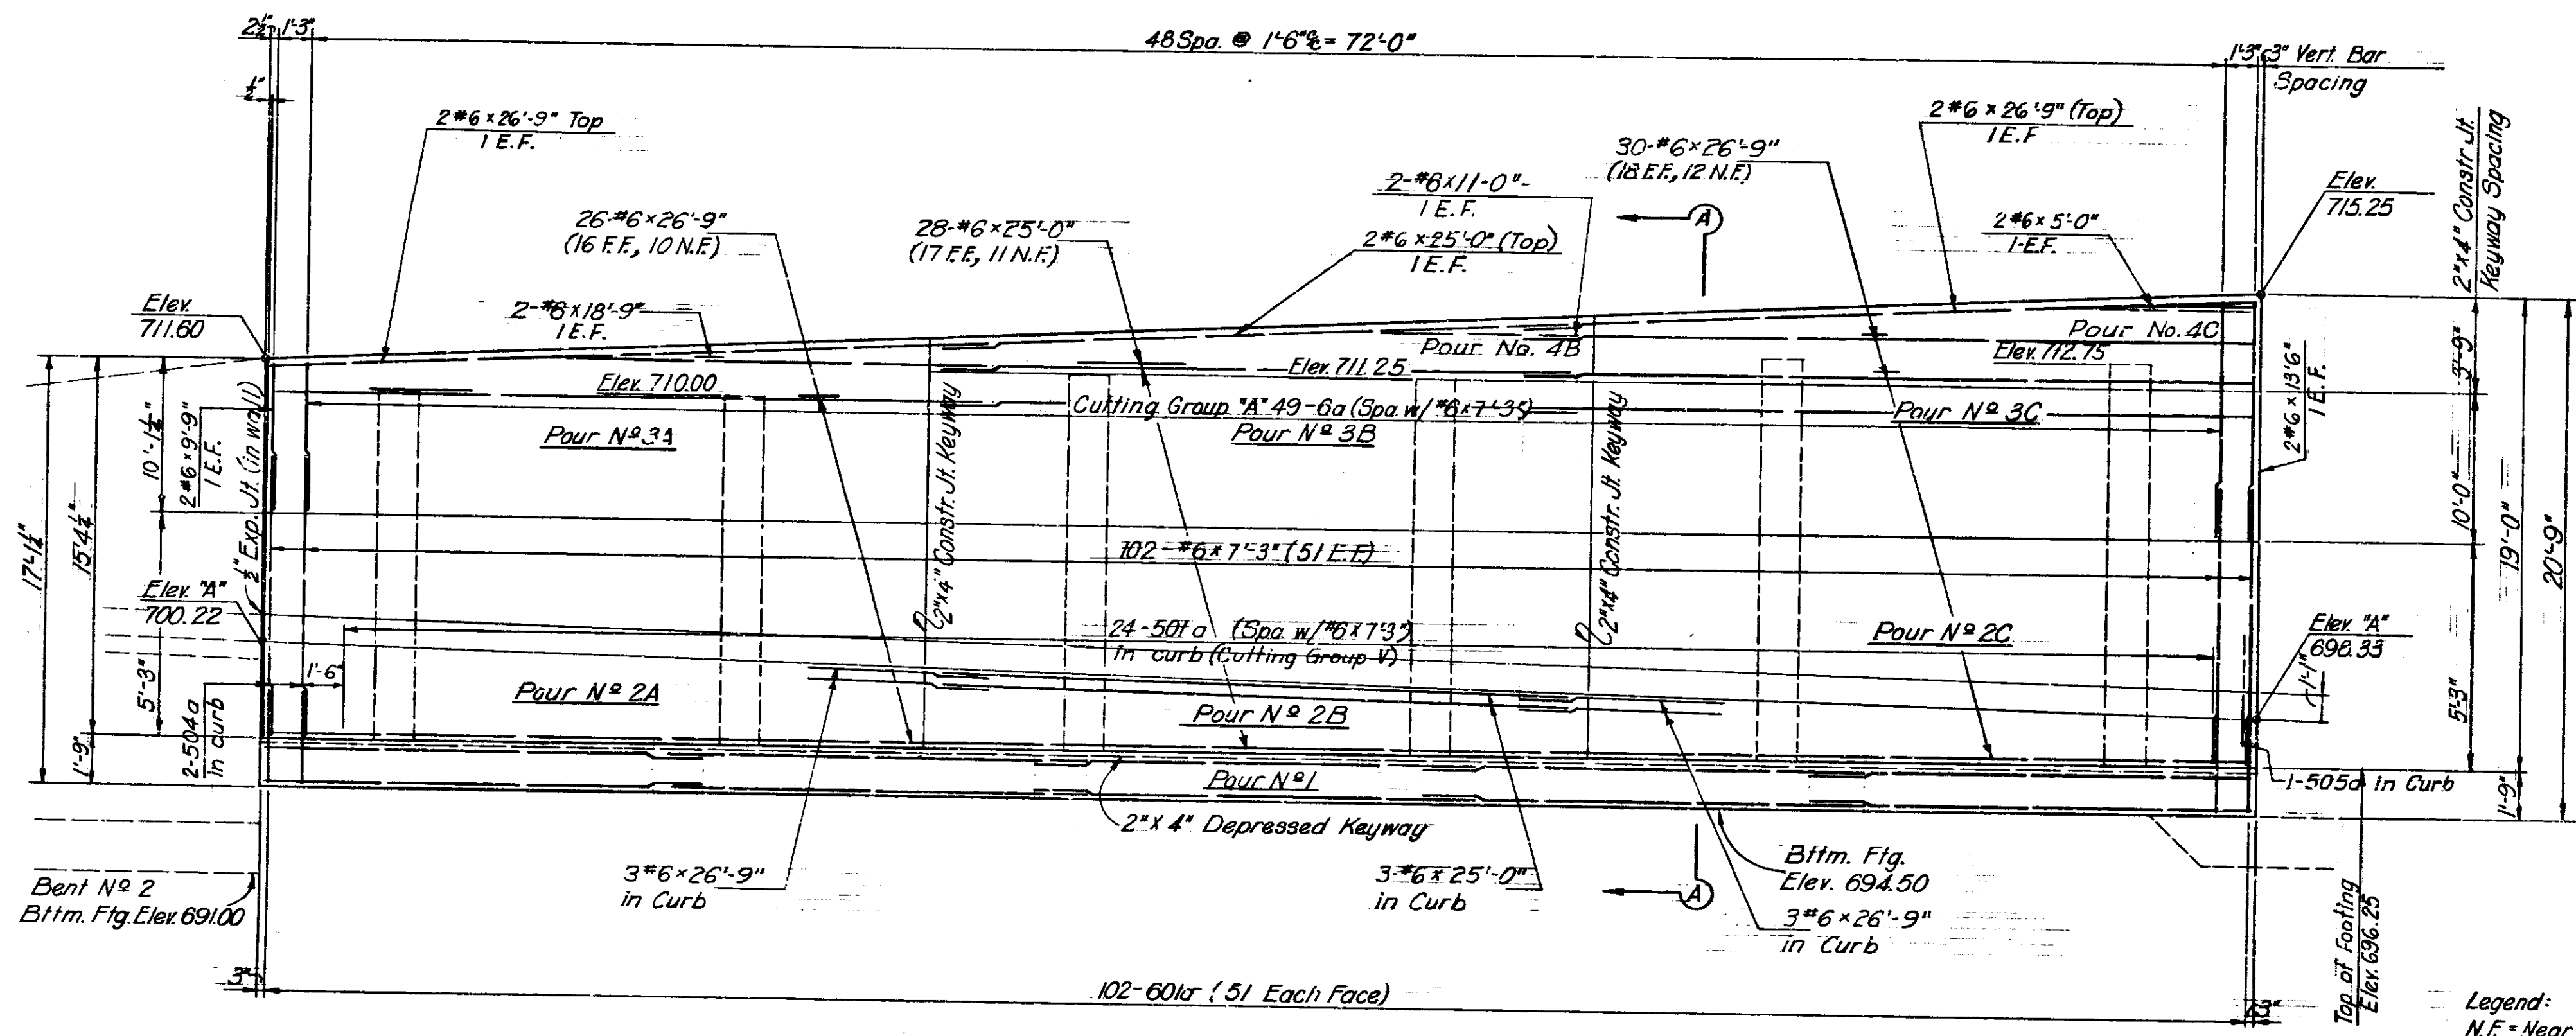 2½"
1'-3"
48 Spa. @ 1'-6" ℄ = 72'-0"
1'-3"
3" Vert. Bar
Spacing
½"
2 #6 x 26'-9" Top
1 E.F.
26-#6 x 26'-9"
(16 F.F., 10 N.F.)
28-#6 x 25'-0"
(17 F.F., 11 N.F.)
2-#6 x 11'-0"
1 E.F.
2 #6 x 25'-0" (Top)
1 E.F.
30-#6 x 26'-9"
(18 F.F., 12 N.F.)
2 #6 x 26'-9" (Top)
1 E.F.
2 #6 x 5'-0"
1-E.F.
A
Elev.
715.25
2" x 4" Constr. Jt.
Keyway Spacing
Elev.
711.60
2-#6 x 18'-9"
1 E.F.
Pour No. 4B
Pour No. 4C
Elev. 710.00
Elev. 711.25
Elev. 712.75
Cutting Group "A" 49-6a (Spa. w/ #6 x 7'-3")
Pour Nº 3A
Pour Nº 3B
Pour Nº 3C
17'-1½"
15'-4½"
10'-1½"
2 #6 x 9'-9"
1 E.F.
½" Exp. Jt. (in wall)
2" x 4" Constr. Jt. Keyway
2" x 4" Constr. Jt. Keyway
2 #6 x 13'-6"
1 E.F.
3'-9"
10'-0"
19'-0"
20'-9"
102-#6 x 7'-3" (51 E.F.)
Elev. "A"
700.22
24-501a (Spa. w/ #6 x 7'-3")
in curb (Cutting Group V)
Pour Nº 2C
Elev. "A"
698.33
1'-6"
5'-3"
1'-9"
2-504a
in curb
Pour Nº 2A
Pour Nº 2B
1'-1"
5'-3"
1'-9"
Pour Nº 1
1-505a In Curb
2" x 4" Depressed Keyway
Bent Nº 2
Bttm. Ftg. Elev. 691.00
3 #6 x 26'-9"
in Curb
3-#6 x 25'-0"
in Curb
A
Bttm. Ftg.
Elev. 694.50
3 #6 x 26'-9"
in Curb
Top of Footing
Elev. 696.25
3"
102-601a (51 Each Face)
3"
Legend:
N.F. = Near